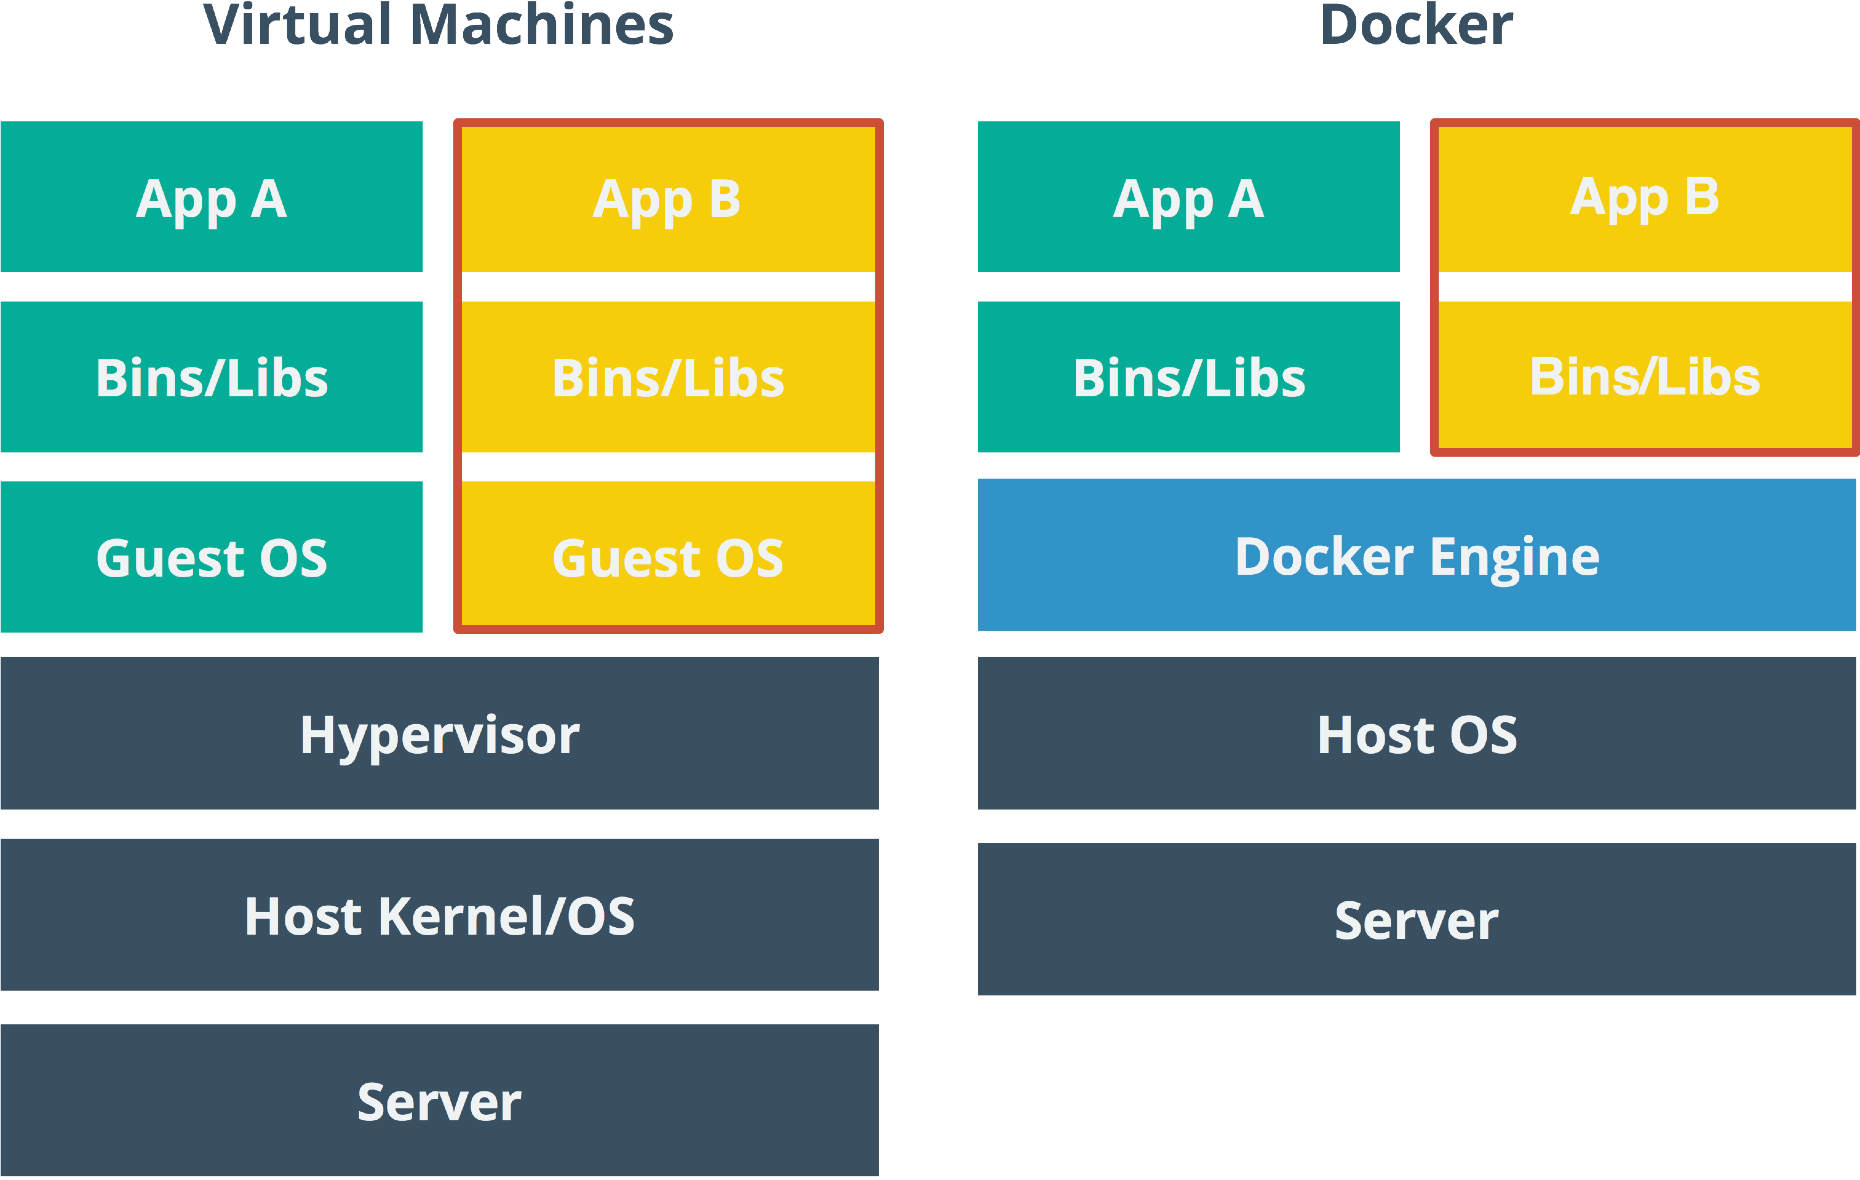 Virtual Machines
App A
App B
Bins/Libs
Bins/Libs
Guest OS
Guest OS
Hypervisor
Host Kernel/OS
Server
Docker
App A
App B
Bins/Libs
Bins/Libs
Docker Engine
Host OS
Server